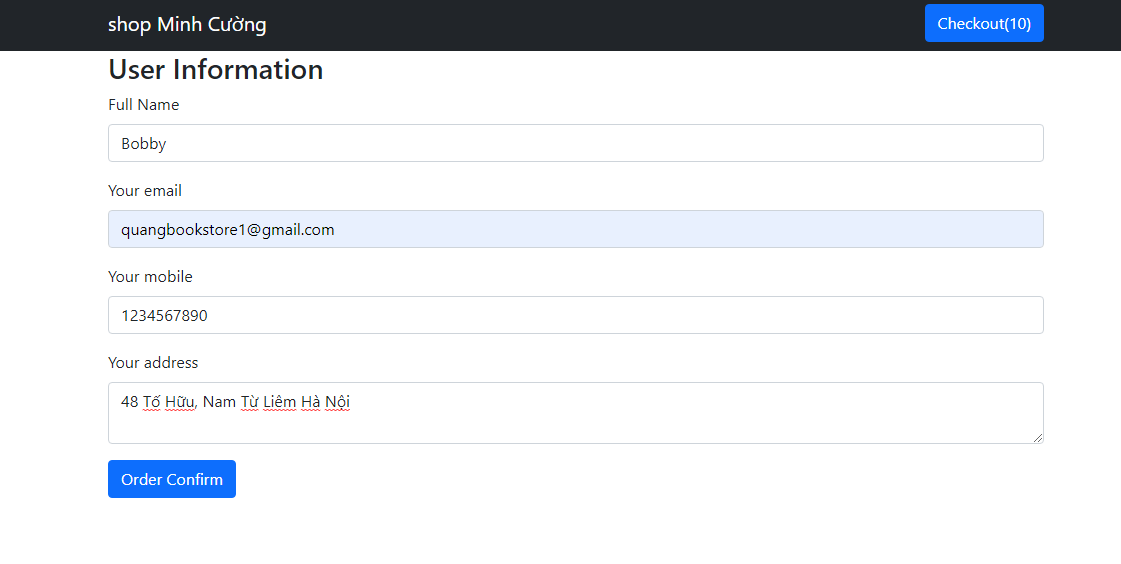 shop Minh Cường
Checkout(10)
User Information
Full Name
Bobby
Your email
quangbookstore1@gmail.com
Your mobile
1234567890
Your address
48 Tố Hữu, Nam Từ Liêm Hà Nội
Order Confirm